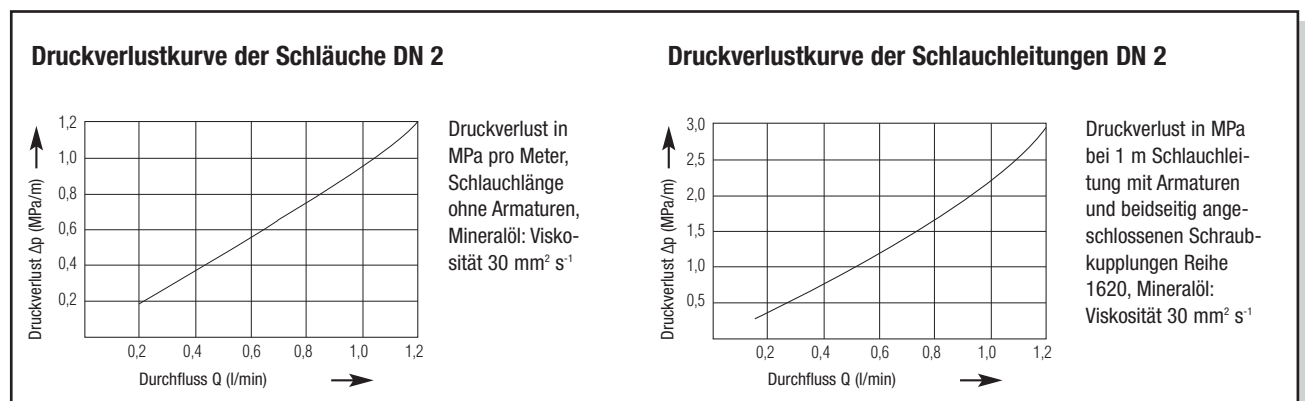 Druckverlustkurve der Schläuche DN 2
Druckverlust Δp (MPa/m)
1,2
1,0
0,8
0,6
0,4
0,2
0,2 0,4 0,6 0,8 1,0 1,2
Durchfluss Q (l/min)
Druckverlust in
MPa pro Meter,
Schlauchlänge
ohne Armaturen,
Mineralöl: Visko-
sität 30 mm² s⁻¹
Druckverlustkurve der Schlauchleitungen DN 2
Druckverlust Δp (MPa/m)
3,0
2,5
2,0
1,5
1,0
0,5
0,2 0,4 0,6 0,8 1,0 1,2
Durchfluss Q (l/min)
Druckverlust in MPa
bei 1 m Schlauchlei-
tung mit Armaturen
und beidseitig ange-
schlossenen Schraub-
kupplungen Reihe
1620, Mineralöl:
Viskosität 30 mm² s⁻¹